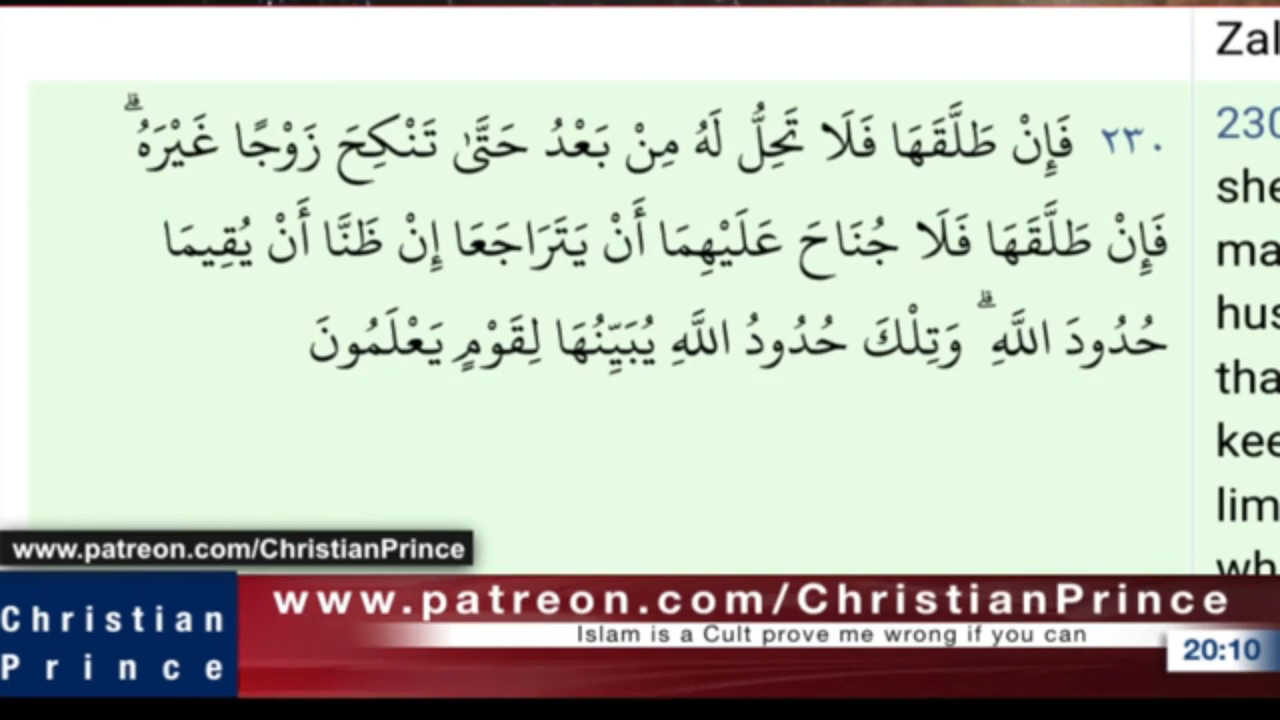 Zal
٢٣٠ فَإِنْ طَلَّقَهَا فَلَا تَحِلُّ لَهُ مِنْ بَعْدُ حَتَّىٰ تَنْكِحَ زَوْجًا غَيْرَهُ ۗ
فَإِنْ طَلَّقَهَا فَلَا جُنَاحَ عَلَيْهِمَا أَنْ يَتَرَاجَعَا إِنْ ظَنَّا أَنْ يُقِيمَا
حُدُودَ اللَّهِ ۗ وَتِلْكَ حُدُودُ اللَّهِ يُبَيِّنُهَا لِقَوْمٍ يَعْلَمُونَ
230
she
ma
hus
tha
kee
lim
wh
www.patreon.com/ChristianPrince
Christian
Prince
www.patreon.com/ChristianPrince
Islam is a Cult prove me wrong if you can
20:10